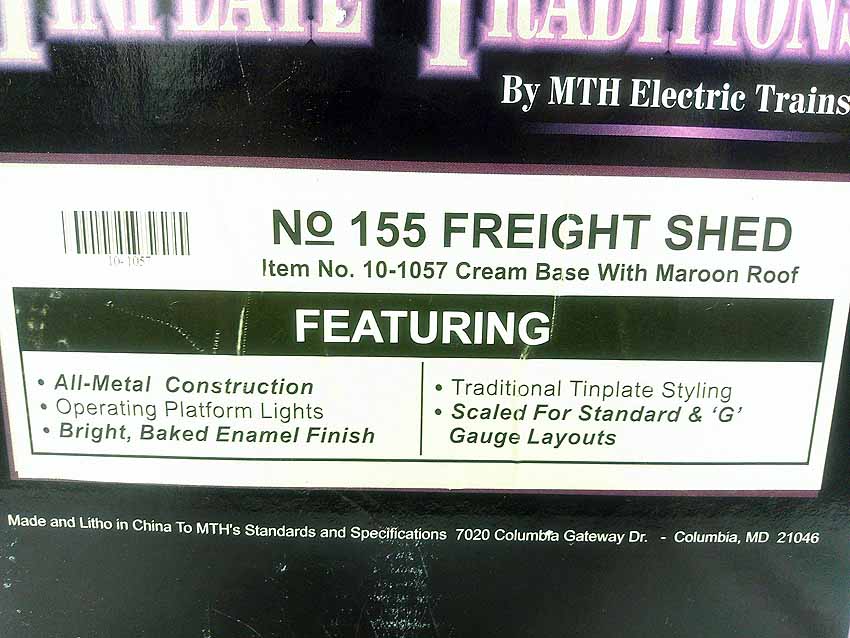 TINPLATE TRADITIONS
By MTH Electric Trains
10-1057
No 155 FREIGHT SHED
Item No. 10-1057 Cream Base With Maroon Roof
FEATURING
• All-Metal Construction
• Operating Platform Lights
• Bright, Baked Enamel Finish
• Traditional Tinplate Styling
• Scaled For Standard & ‘G’
Gauge Layouts
Made and Litho in China To MTH's Standards and Specifications 7020 Columbia Gateway Dr. - Columbia, MD 21046